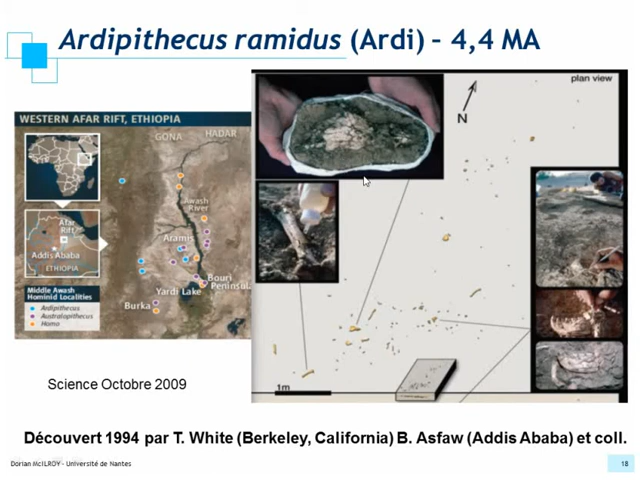 Ardipithecus ramidus (Ardi) – 4,4 MA
WESTERN AFAR RIFT, ETHIOPIA
GONA
HADAR
Awash
River
Afar
Rift
Addis Ababa
ETHIOPIA
Aramis
Bouri
Peninsul
Yardi Lake
Burka
Middle Awash
Hominid Localities
Ardipithecus
Australopithecus
Homo
plan view
N
1m
Science Octobre 2009
Découvert 1994 par T. White (Berkeley, California) B. Asfaw (Addis Ababa) et coll.
Dorian McILROY - Université de Nantes
18